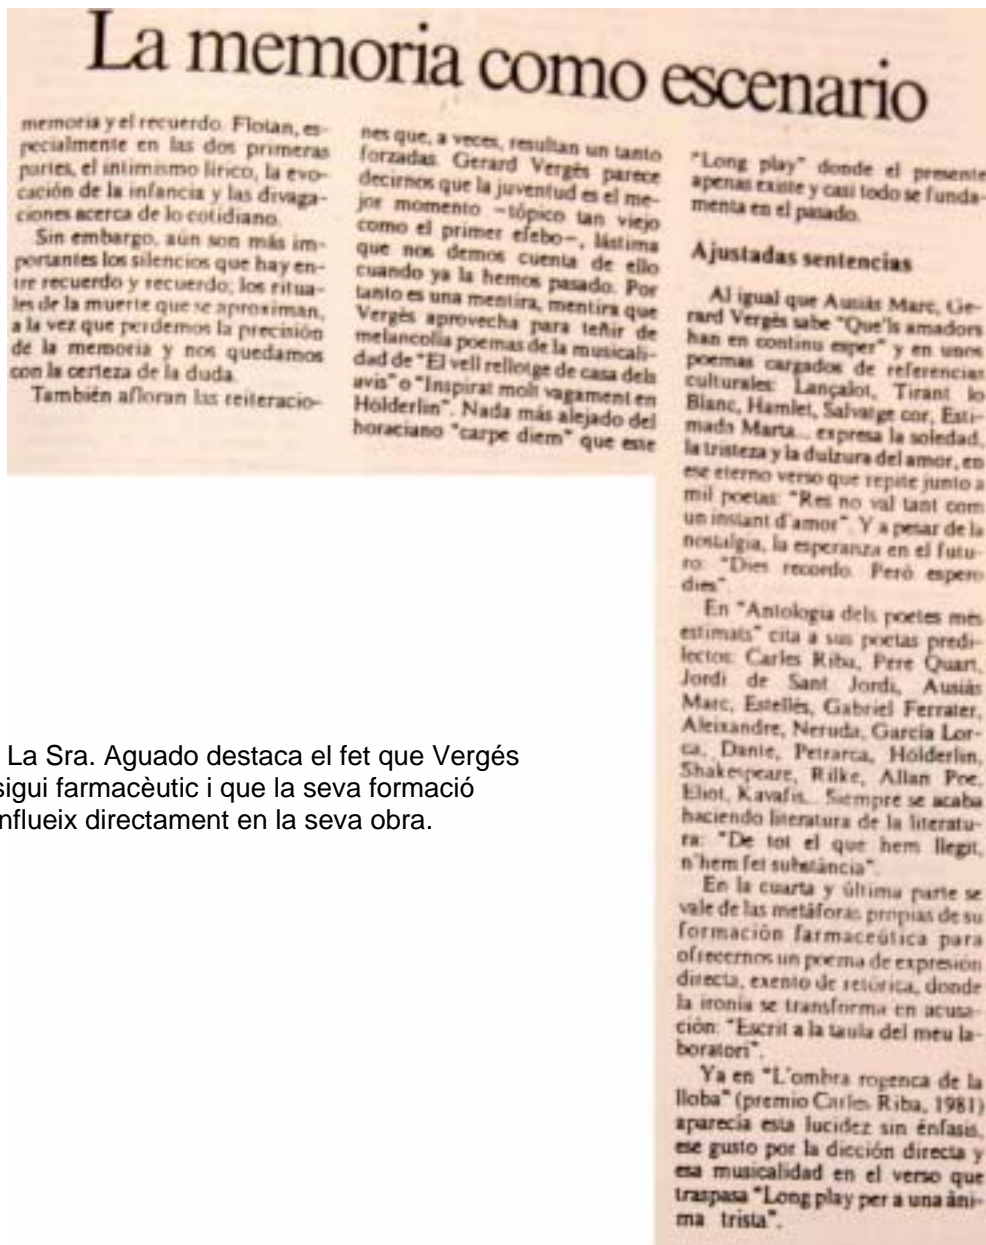 La memoria como escenario
memoria y el recuerdo. Flotan, es-
pecialmente en las dos primeras
partes, el intimismo lírico, la evo-
cación de la infancia y las divaga-
ciones acerca de lo cotidiano.
Sin embargo, aún son más im-
portantes los silencios que hay en-
tre recuerdo y recuerdo; los ritua-
les de la muerte que se aproximan,
a la vez que perdemos la precisión
de la memoria y nos quedamos
con la certeza de la duda.
También afloran las reiteracio-
nes que, a veces, resultan un tanto
forzadas. Gerard Vergés parece
decirnos que la juventud es el me-
jor momento –tópico tan viejo
como el primer efebo–, lástima
que nos demos cuenta de ello
cuando ya la hemos pasado. Por
tanto es una mentira, mentira que
Vergés aprovecha para teñir de
melancolía poemas de la musicali-
dad de "El vell rellotge de casa dels
avis" o "Inspirat molt vagament en
Hölderlin". Nada más alejado del
horaciano "carpe diem" que este
"Long play" donde el presente
apenas existe y casi todo se funda-
menta en el pasado.
Ajustadas sentencias
Al igual que Ausiàs Marc, Ge-
rard Vergés sabe "Que'ls amadors
han en continu esper" y en unos
poemas cargados de referencias
culturales: Lançalot, Tirant lo
Blanc, Hamlet, Salvatge cor, Esti-
mada Marta... expresa la soledad,
la tristeza y la dulzura del amor, en
ese eterno verso que repite junto a
mil poetas: "Res no val tant com
un instant d'amor". Y a pesar de la
nostalgia, la esperanza en el futu-
ro: "Dies recordo. Però espero
dies".
En "Antologia dels poetes més
estimats" cita a sus poetas predi-
lectos: Carles Riba, Pere Quart,
Jordi de Sant Jordi, Ausiàs
Marc, Estellés, Gabriel Ferrater,
Aleixandre, Neruda, García Lor-
ca, Dante, Petrarca, Hölderlin,
Shakespeare, Rilke, Allan Poe,
Eliot, Kavafis... Siempre se acaba
haciendo literatura de la literatu-
ra: "De tot el que hem llegit,
n'hem fet substància".
En la cuarta y última parte se
vale de las metáforas propias de su
formación farmaceútica para
ofrecernos un poema de expresión
directa, exento de retórica, donde
la ironía se transforma en acusa-
ción: "Escrit a la taula del meu la-
boratori".
Ya en "L'ombra rogenca de la
lloba" (premio Carles Riba, 1981)
aparecía esta lucidez sin énfasis,
ese gusto por la dicción directa y
esa musicalidad en el verso que
traspasa "Long play per a una àni-
ma trista".
La Sra. Aguado destaca el fet que Vergés
sigui farmacèutic i que la seva formació
nflueix directament en la seva obra.